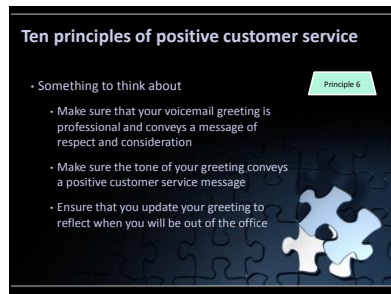 Ten principles of positive customer service
• Something to think about
Principle 6
• Make sure that your voicemail greeting is
professional and conveys a message of
respect and consideration
• Make sure the tone of your greeting conveys
a positive customer service message
• Ensure that you update your greeting to
reflect when you will be out of the office